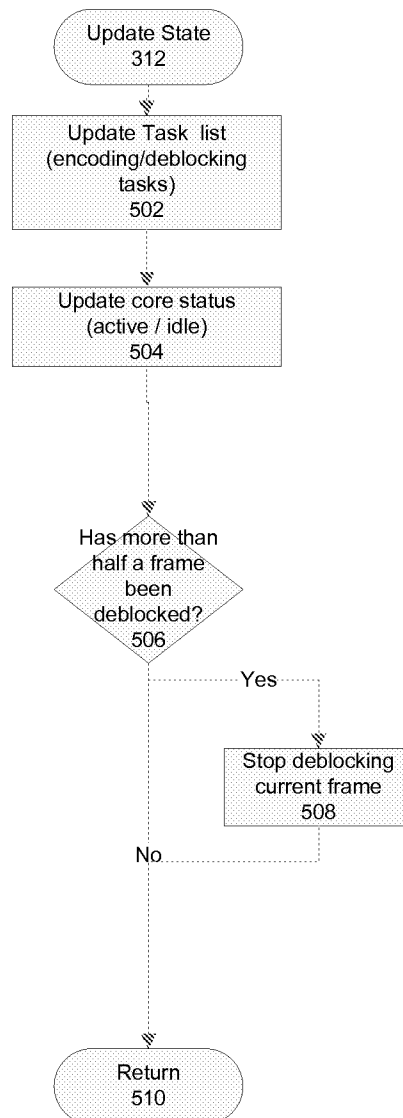 Update State
312
Update Task list
(encoding/deblocking
tasks)
502
Update core status
(active / idle)
504
Has more than
half a frame
been
deblocked?
506
Yes
Stop deblocking
current frame
508
No
Return
510